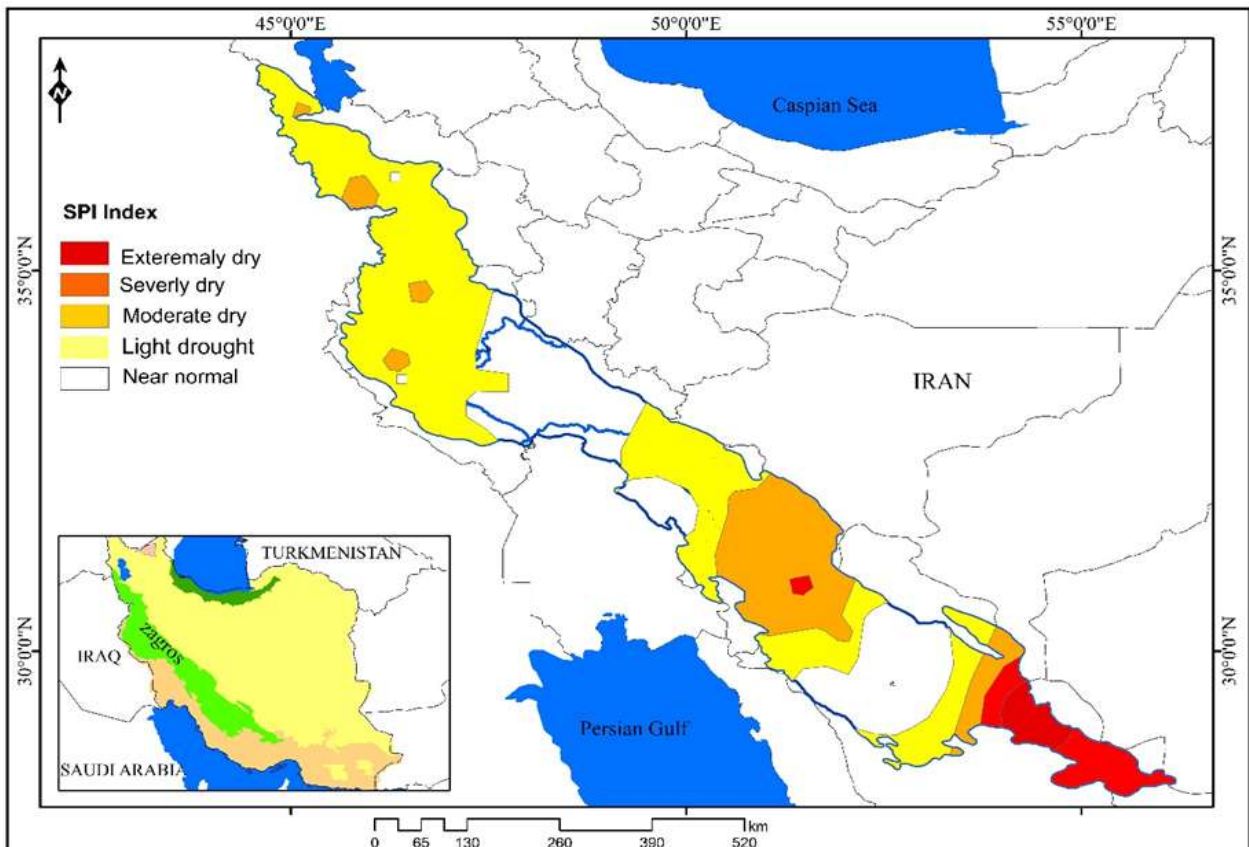 45°0'0"E 50°0'0"E 55°0'0"E
Caspian Sea
N
SPI Index
Exteremaly dry
Severly dry
Moderate dry
Light drought
Near normal
35°0'0"N
35°0'0"N
IRAN
TURKMENISTAN
IRAQ
zagros
SAUDI ARABIA
30°0'0"N
30°0'0"N
Persian Gulf
km
0 65 130 260 390 520